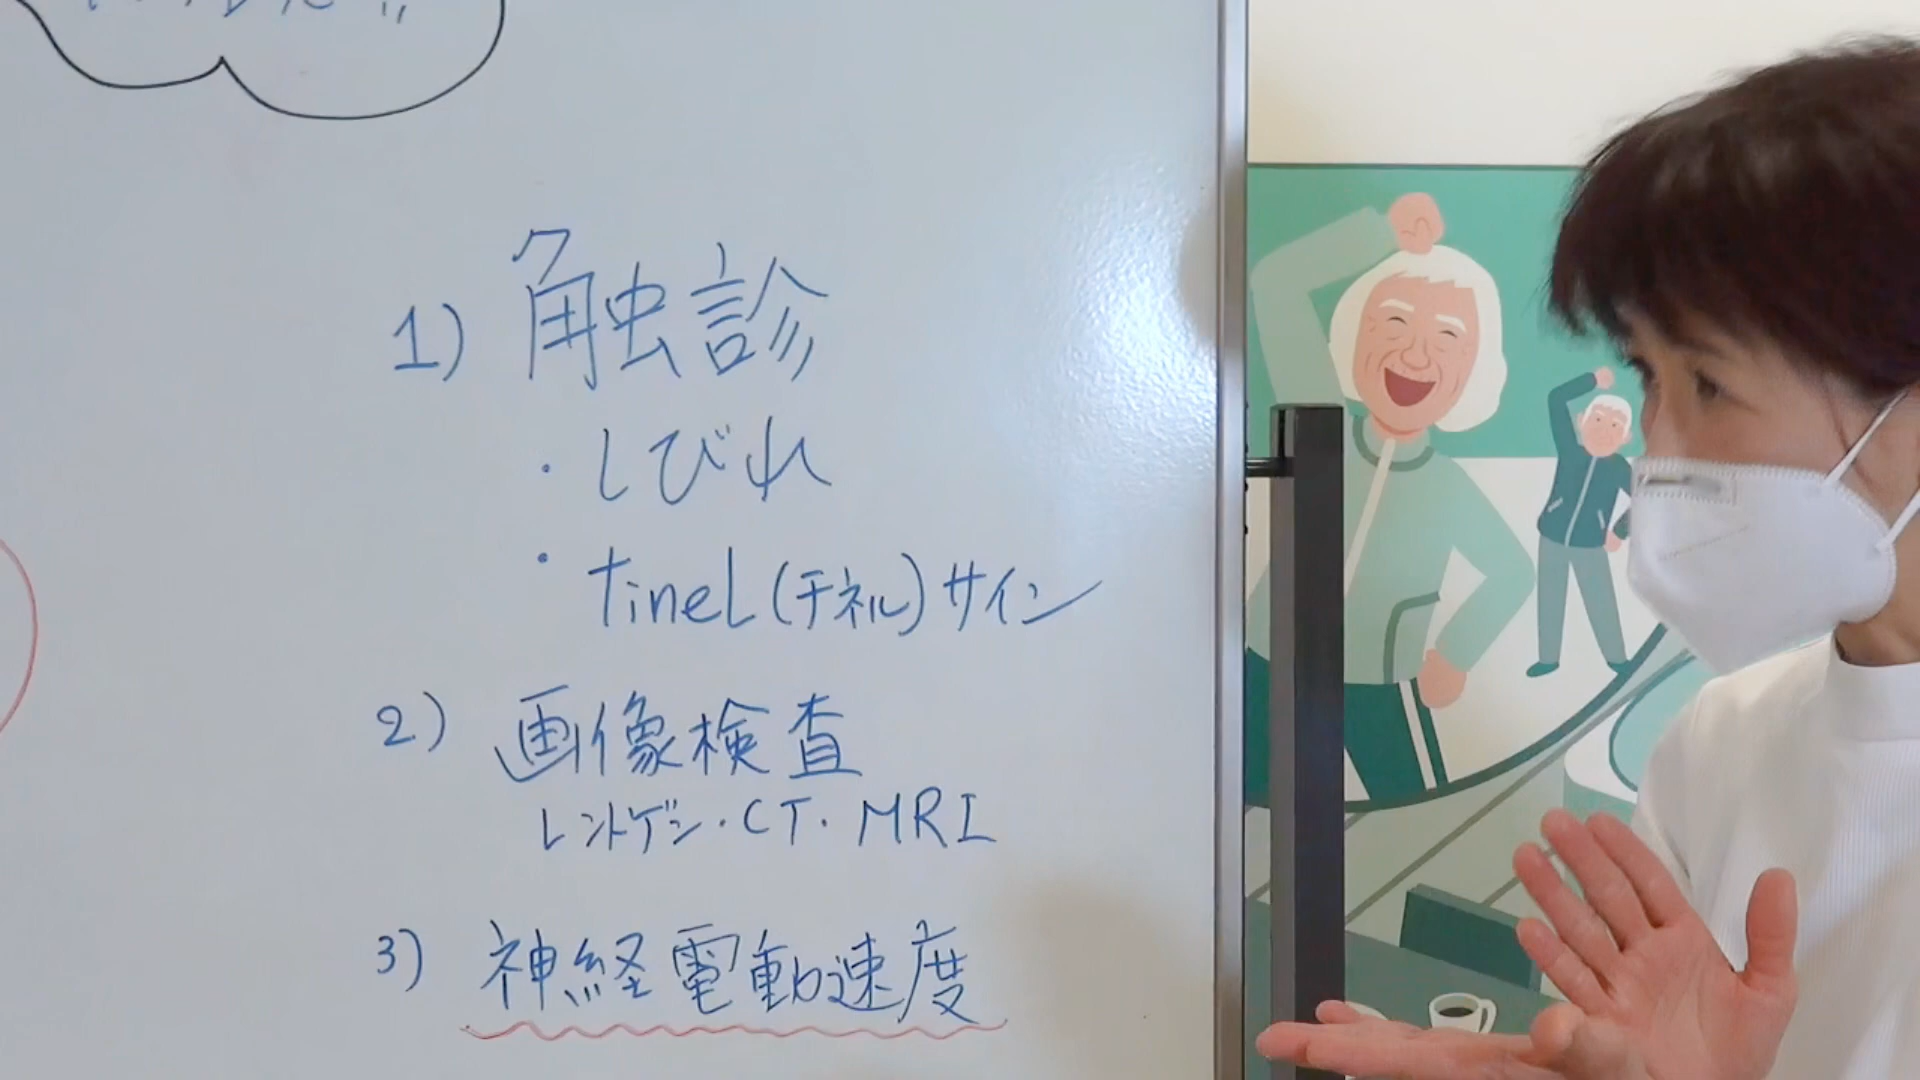 1) 触診
・しびれ
・tineL(チネル)サイン
2) 画像検査
レントゲン・CT・MRI
3) 神経電動速度